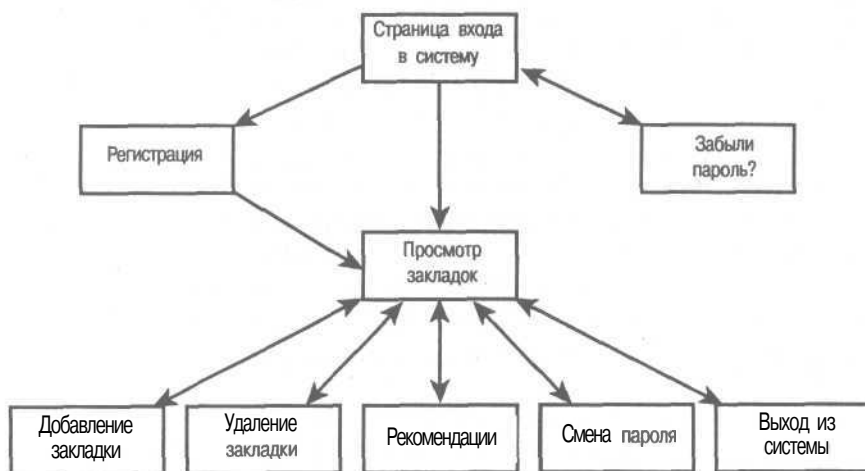 Страница входа
в систему
Регистрация
Забыли
пароль?
Просмотр
закладок
Добавление
закладки
Удаление
закладки
Рекомендации
Смена пароля
Выход из
системы